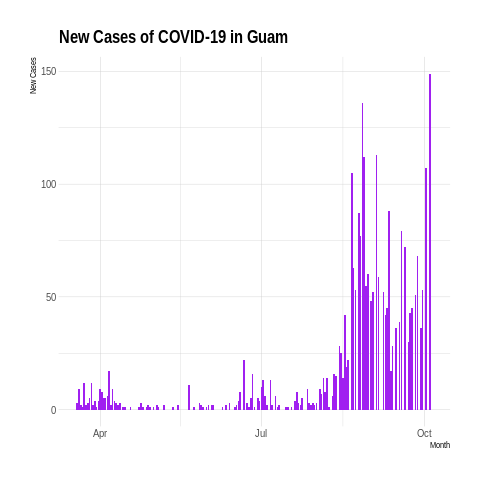 New Cases of COVID-19 in Guam
New Cases
150
100
50
0
Apr
Jul
Oct
Month